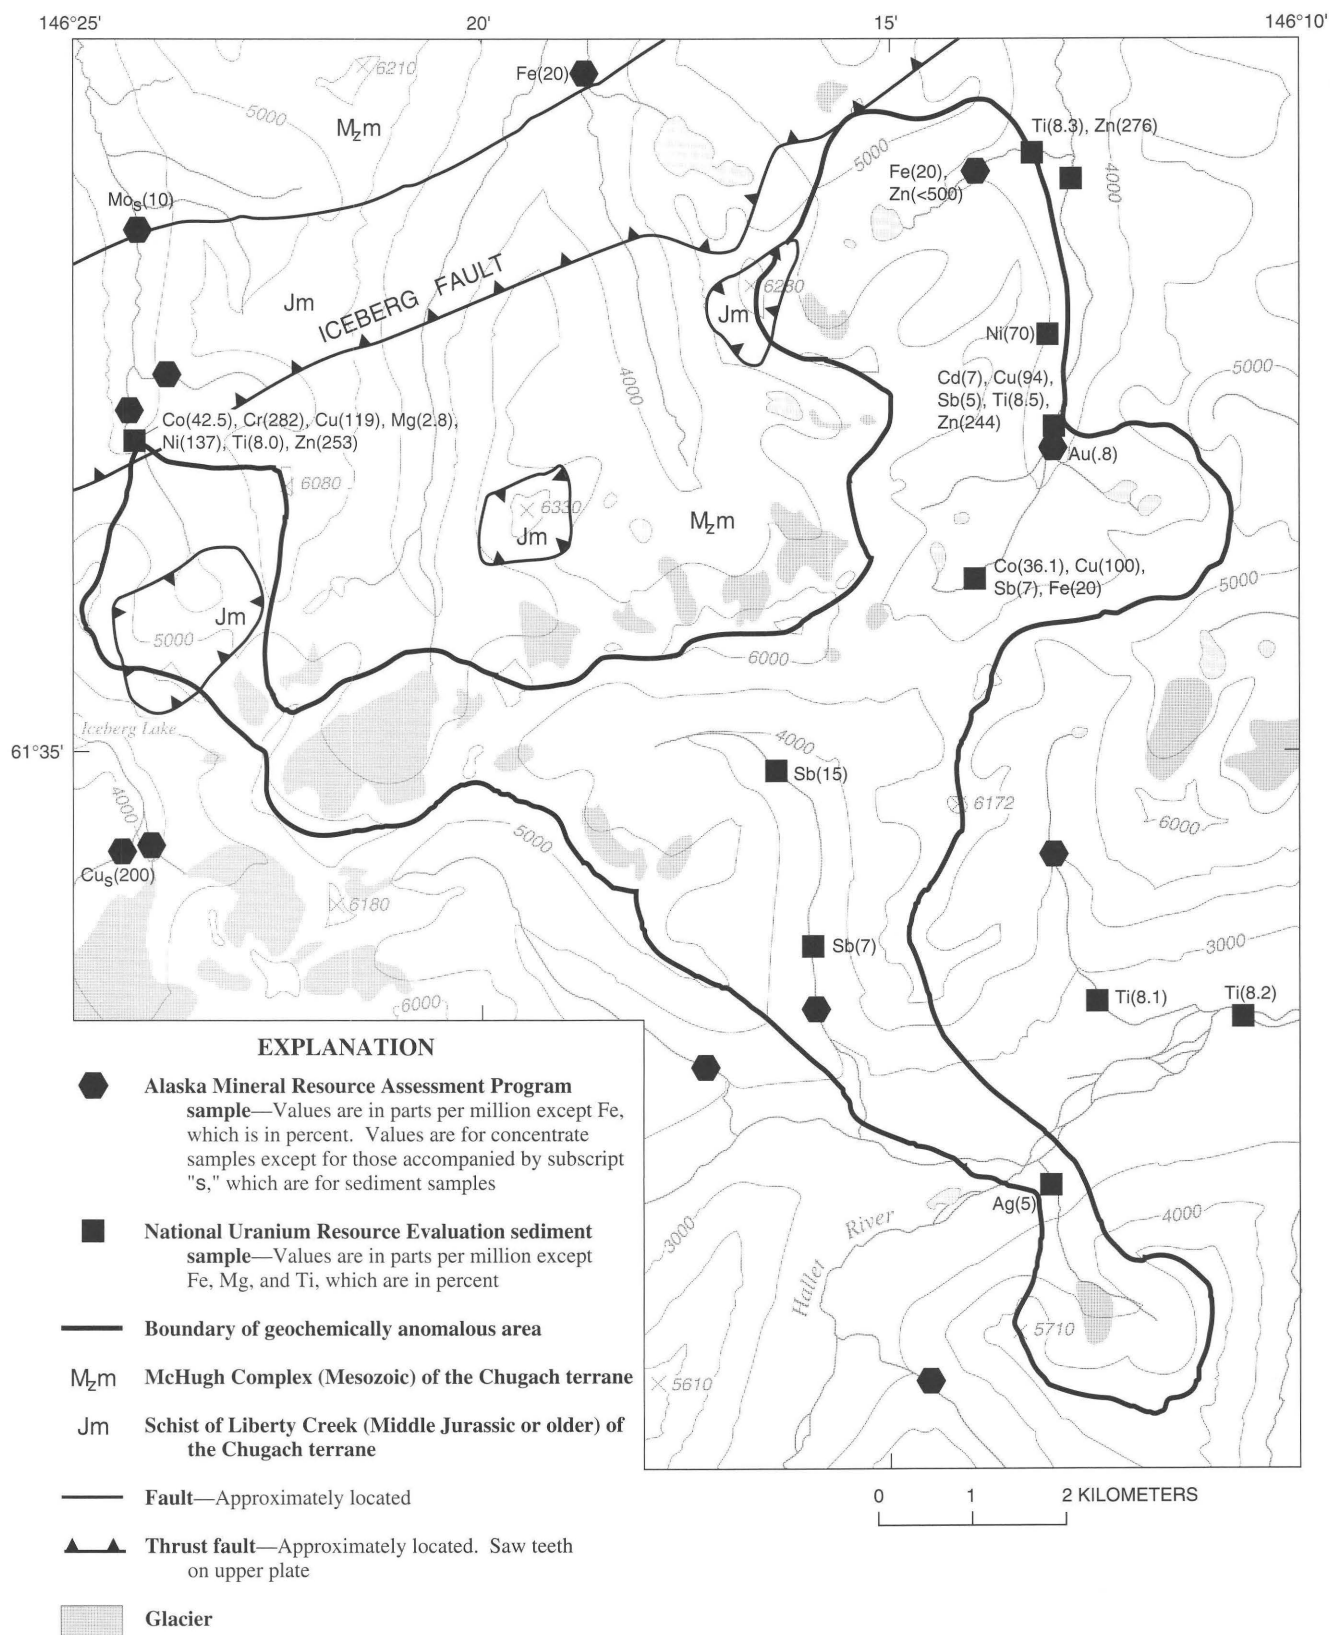 146°25' 20' 15' 146°10'
6210
Fe(20)
5000
Mzm
Ti(8.3), Zn(276)
5000
Fe(20),
Zn(<500)
4000
Mos(10)
ICEBERG FAULT
Jm
6280
Jm
Ni(70)
4000
5000
Cd(7), Cu(94),
Sb(5), Ti(8.5),
Zn(244)
Co(42.5), Cr(282), Cu(119), Mg(2.8),
Ni(137), Ti(8.0), Zn(253)
Au(.8)
6080
6330
Jm
Mzm
Co(36.1), Cu(100),
Sb(7), Fe(20)
5000
Jm
5000
6000
Iceberg Lake
61°35'
4000
Sb(15)
4000
6172
6000
5000
Cus(200)
6180
Sb(7)
3000
6000
Ti(8.1)
Ti(8.2)
Ag(5)
3000
Hallet River
4000
5710
5610
EXPLANATION
Alaska Mineral Resource Assessment Program
sample—Values are in parts per million except Fe,
which is in percent. Values are for concentrate
samples except for those accompanied by subscript
"s," which are for sediment samples
National Uranium Resource Evaluation sediment
sample—Values are in parts per million except
Fe, Mg, and Ti, which are in percent
Boundary of geochemically anomalous area
Mzm McHugh Complex (Mesozoic) of the Chugach terrane
Jm Schist of Liberty Creek (Middle Jurassic or older) of
the Chugach terrane
Fault—Approximately located
Thrust fault—Approximately located. Saw teeth
on upper plate
Glacier
0 1 2 KILOMETERS